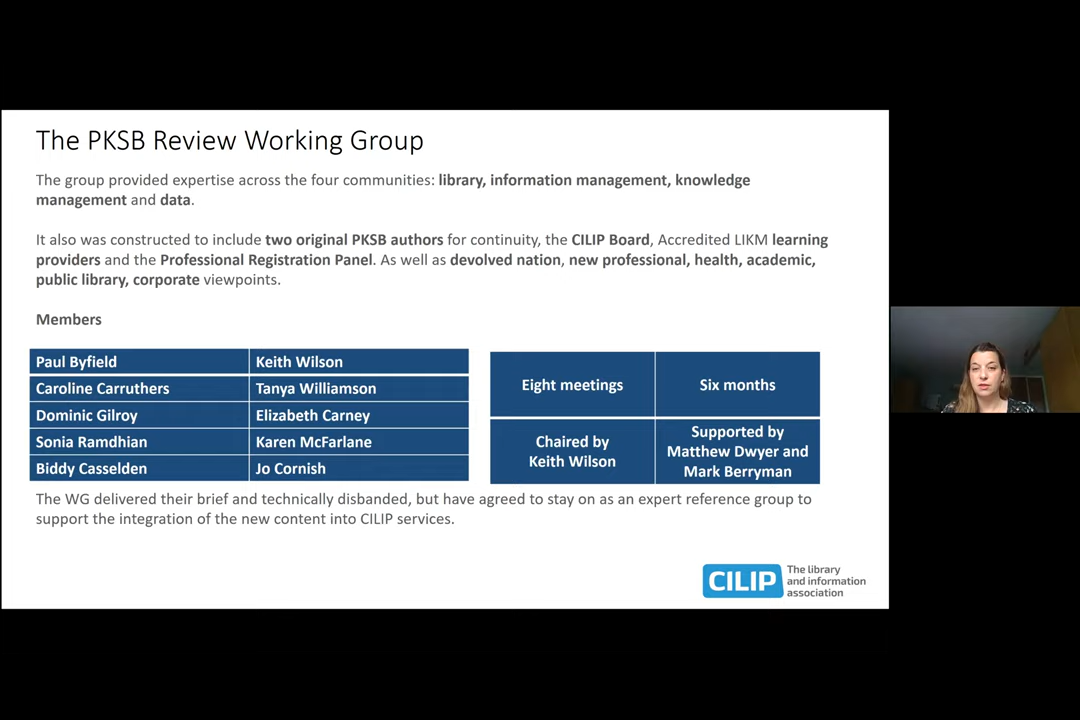 The PKSB Review Working Group
The group provided expertise across the four communities: library, information management, knowledge
management and data.
It also was constructed to include two original PKSB authors for continuity, the CILIP Board, Accredited LIKM learning
providers and the Professional Registration Panel. As well as devolved nation, new professional, health, academic,
public library, corporate viewpoints.
Members
Paul Byfield Keith Wilson
Caroline Carruthers Tanya Williamson
Dominic Gilroy Elizabeth Carney
Sonia Ramdhian Karen McFarlane
Biddy Casselden Jo Cornish
Eight meetings Six months
Chaired by
Keith Wilson
Supported by
Matthew Dwyer and
Mark Berryman
The WG delivered their brief and technically disbanded, but have agreed to stay on as an expert reference group to
support the integration of the new content into CILIP services.
CILIP
The library
and information
association